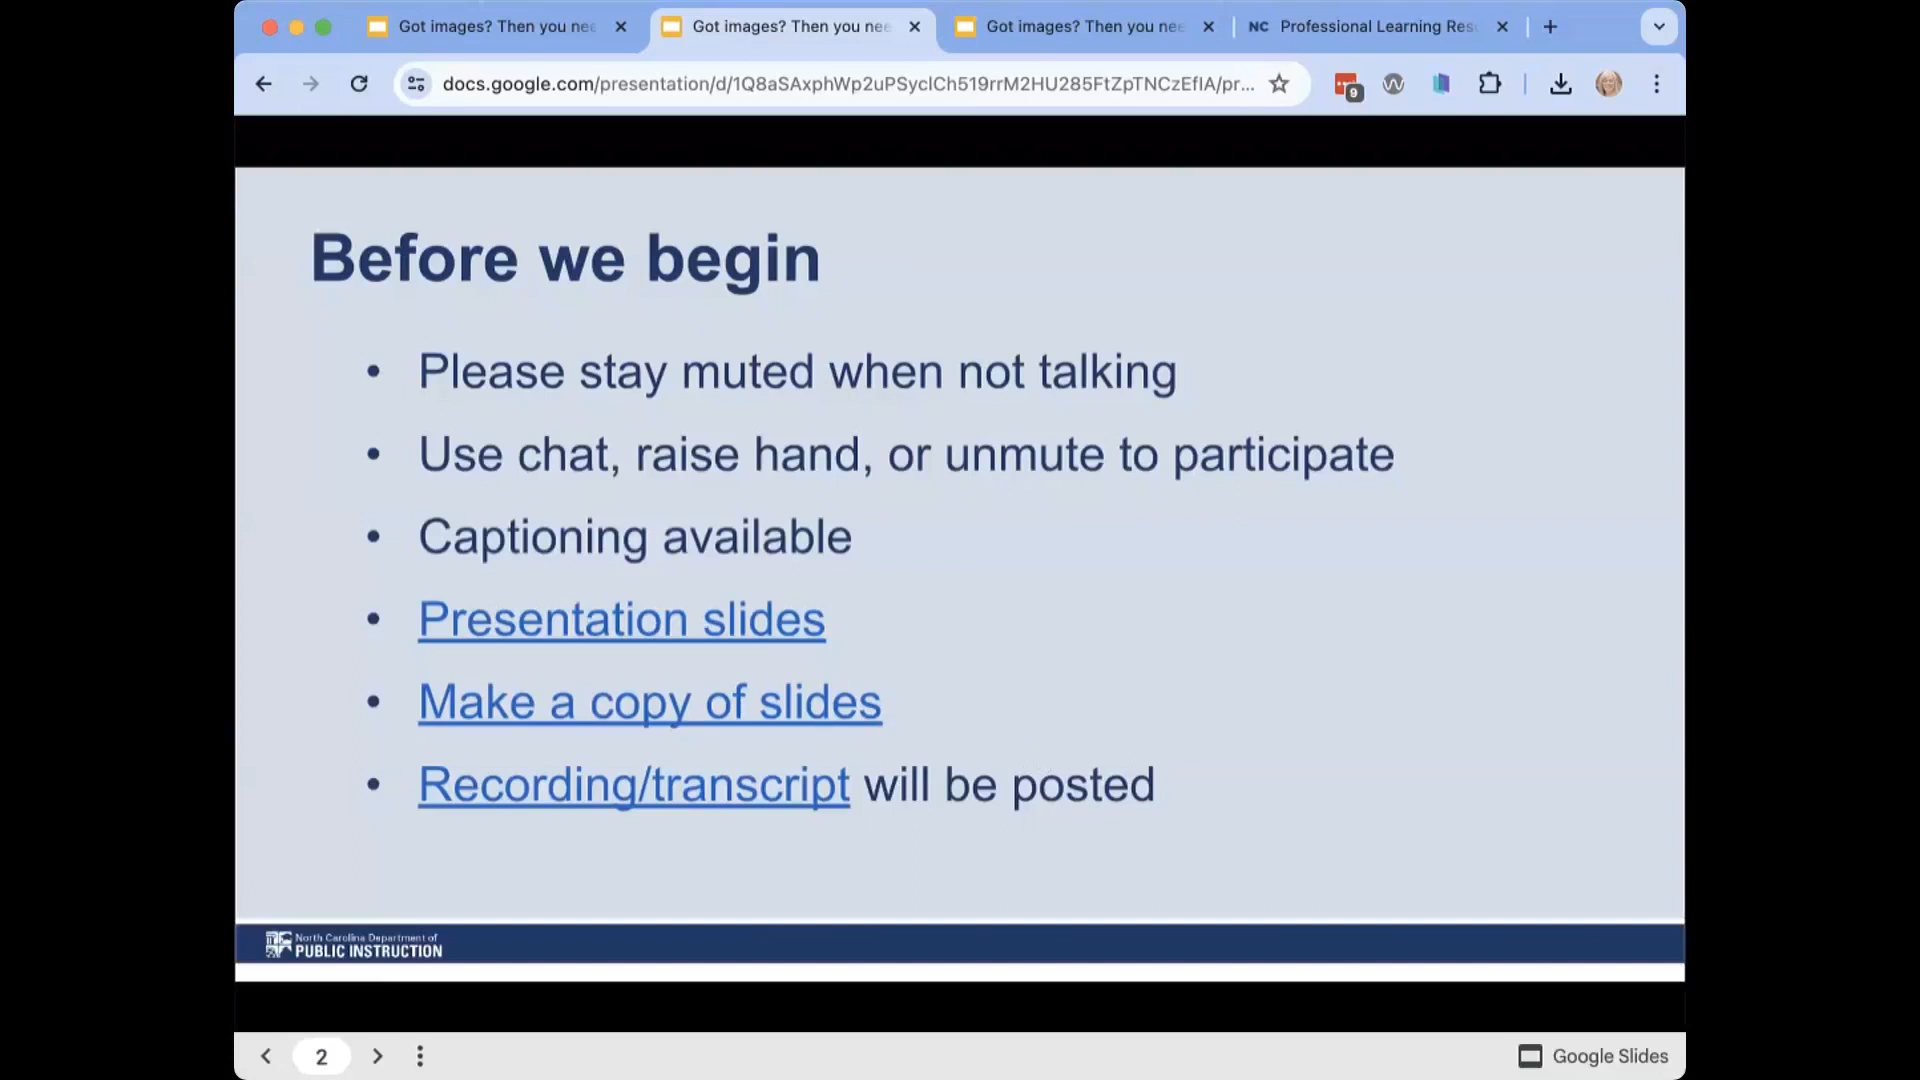 Got images? Then you nee
Got images? Then you nee
Got images? Then you nee
NC Professional Learning Res
docs.google.com/presentation/d/1Q8aSAxphWp2uPSyclCh519rrM2HU285FtZpTNCzEfIA/pr...
9
Before we begin
• Please stay muted when not talking
• Use chat, raise hand, or unmute to participate
• Captioning available
• Presentation slides
• Make a copy of slides
• Recording/transcript will be posted
North Carolina Department of
PUBLIC INSTRUCTION
2
Google Slides